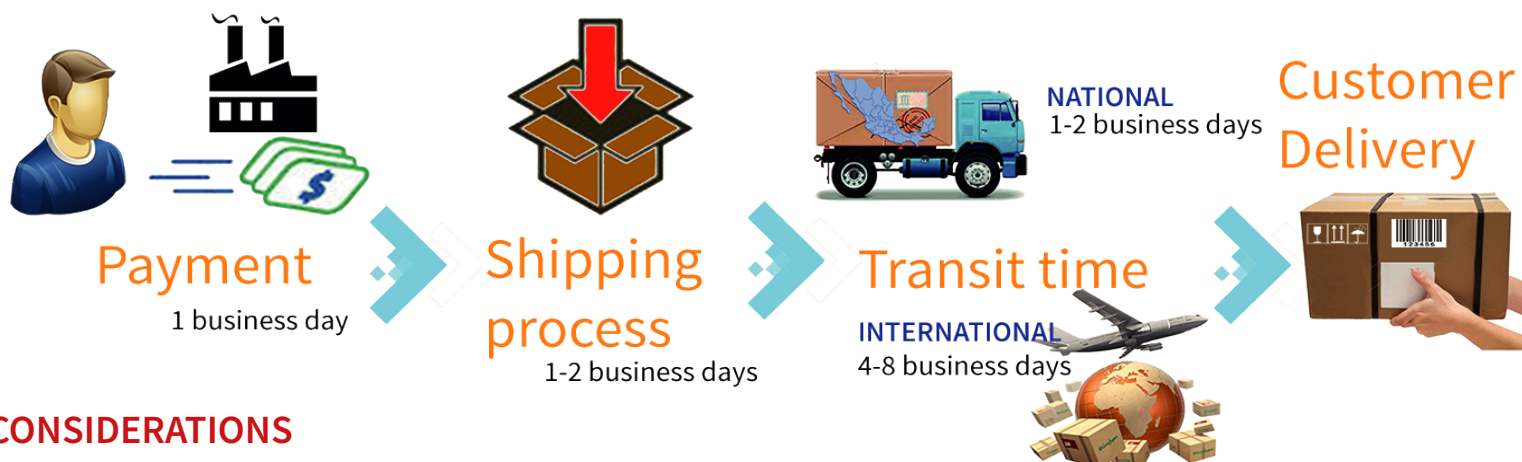 Payment
1 business day
Shipping
process
1-2 business days
NATIONAL
1-2 business days
Transit time
INTERNATIONAL
4-8 business days
Customer
Delivery
123456
$
CONSIDERATIONS